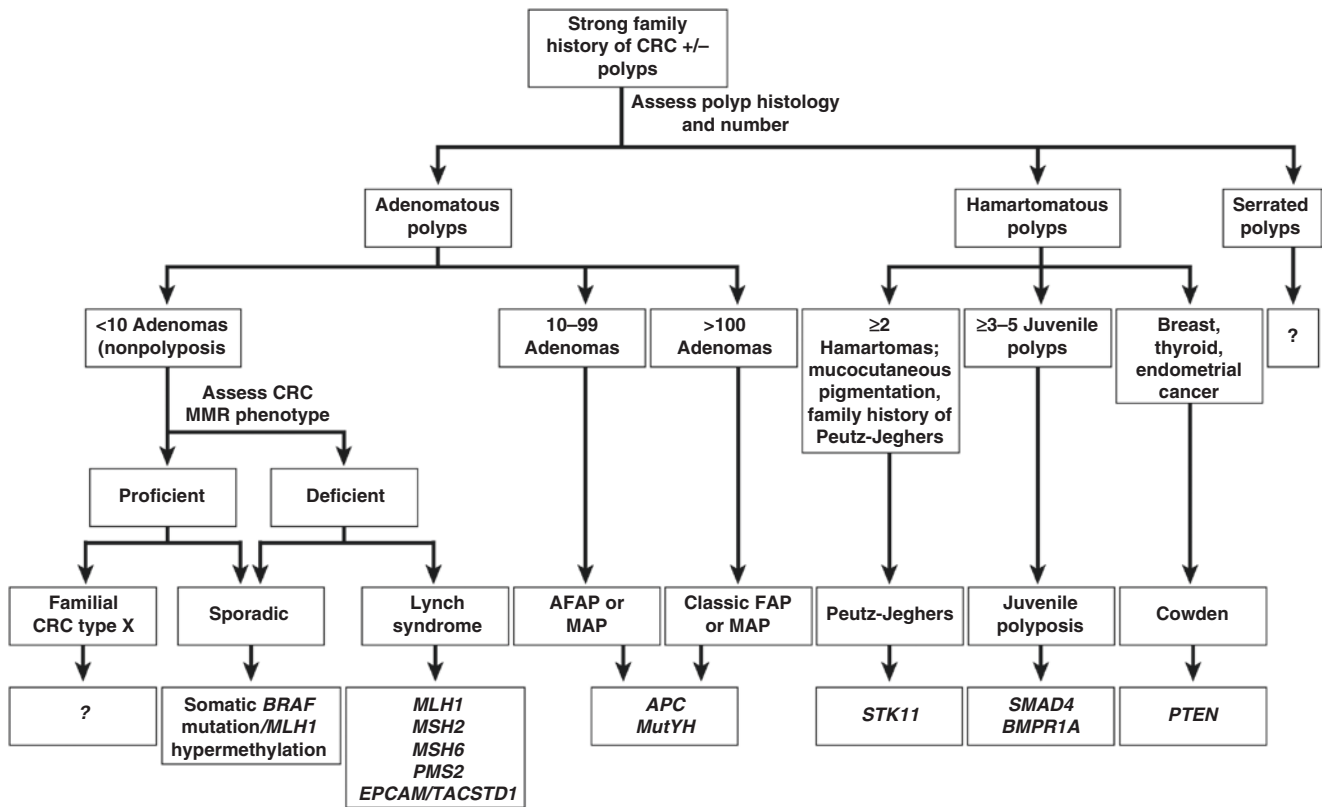 Strong family
history of CRC +/–
polyps
Assess polyp histology
and number
Adenomatous
polyps
Hamartomatous
polyps
Serrated
polyps
<10 Adenomas
(nonpolyposis
10–99
Adenomas
>100
Adenomas
≥2
Hamartomas;
mucocutaneous
pigmentation,
family history of
Peutz-Jeghers
≥3–5 Juvenile
polyps
Breast,
thyroid,
endometrial
cancer
?
Assess CRC
MMR phenotype
Proficient
Deficient
Familial
CRC type X
Sporadic
Lynch
syndrome
AFAP or
MAP
Classic FAP
or MAP
Peutz-Jeghers
Juvenile
polyposis
Cowden
?
Somatic BRAF
mutation/MLH1
hypermethylation
MLH1
MSH2
MSH6
PMS2
EPCAM/TACSTD1
APC
MutYH
STK11
SMAD4
BMPR1A
PTEN